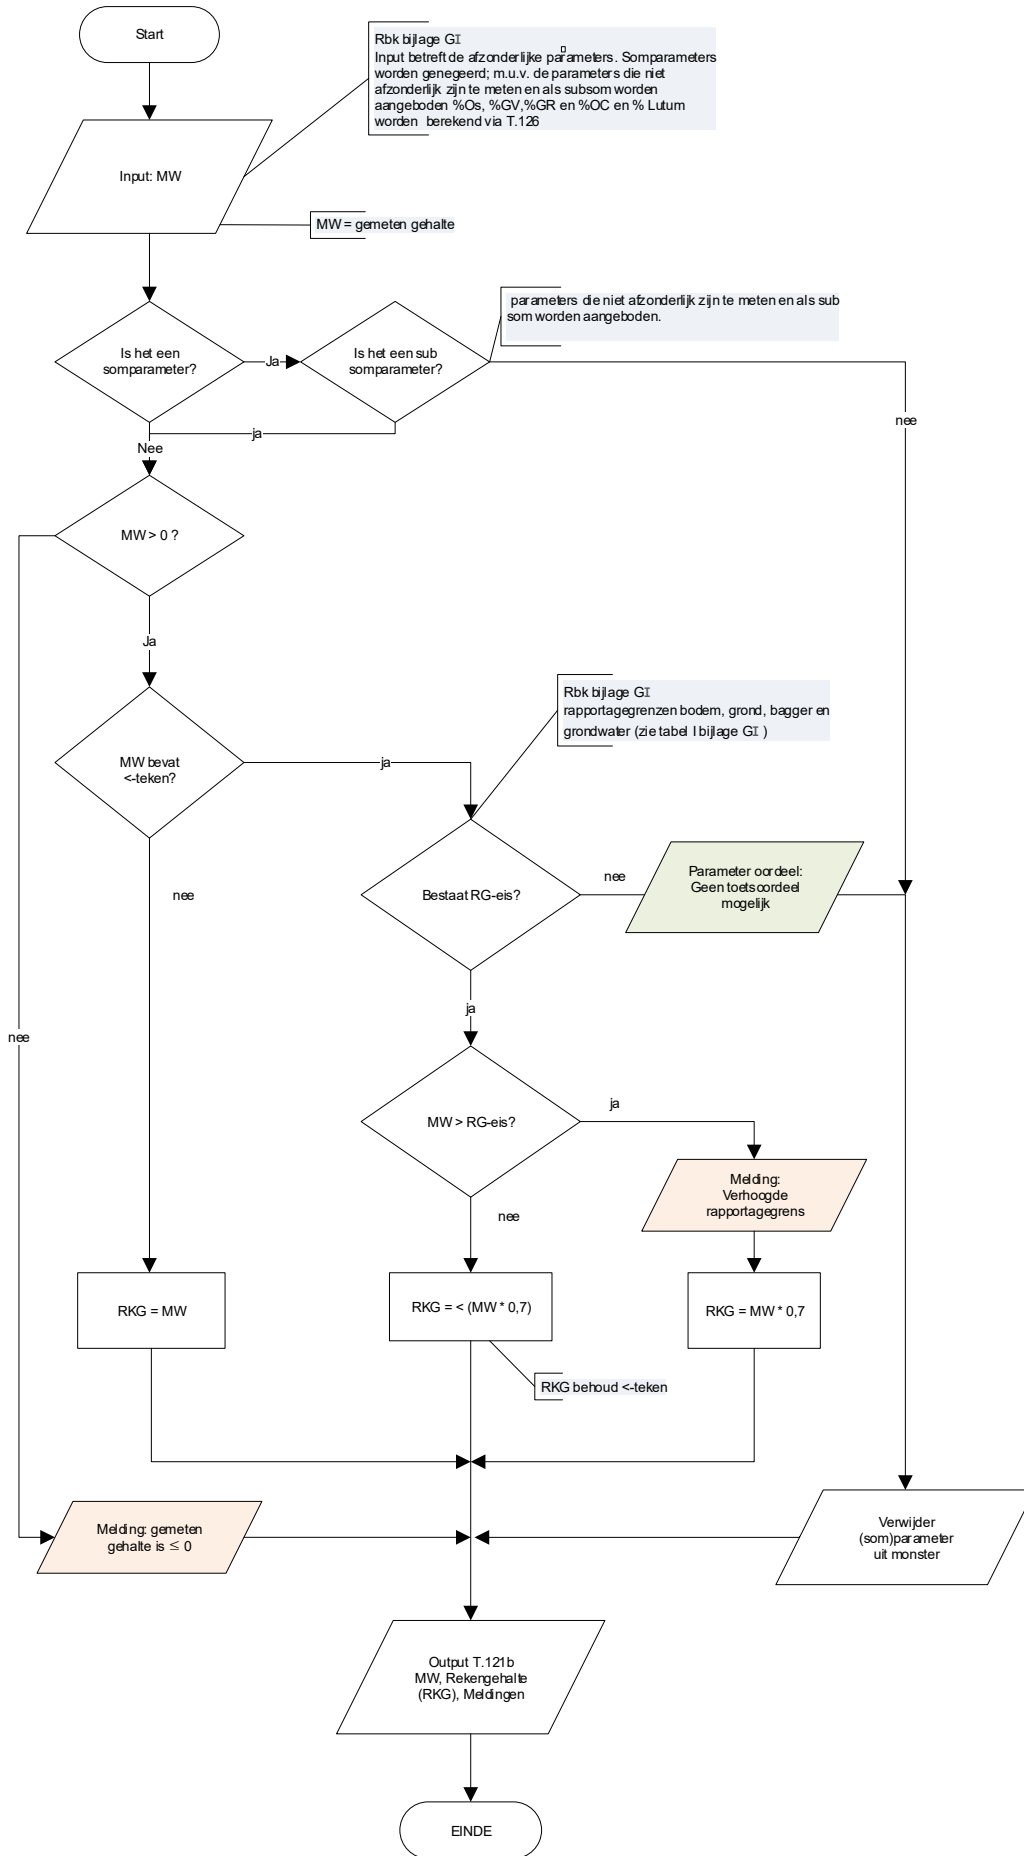 Start
Rbk bijlage GI
Input betreft de afzonderlijke parameters. Somparameters
worden genegeerd; m.u.v. de parameters die niet
afzonderlijk zijn te meten en als subsom worden
aangeboden %Os, %GV,%GR en %OC en % Lutum
worden berekend via T.126
Input: MW
MW = gemeten gehalte
parameters die niet afzonderlijk zijn te meten en als sub
som worden aangeboden.
Is het een
somparameter?
Ja
Is het een sub
somparameter?
nee
ja
Nee
MW > 0 ?
Ja
Rbk bijlage GI
rapportagegrenzen bodem, grond, bagger en
grondwater (zie tabel I bijlage GI )
MW bevat
<-teken?
ja
nee
Bestaat RG-eis?
nee
Parameter oordeel:
Geen toetsoordeel
mogelijk
ja
nee
MW > RG-eis?
ja
Melding:
Verhoogde
rapportagegrens
nee
RKG = MW
RKG = < (MW * 0,7)
RKG = MW * 0,7
RKG behoud <-teken
Melding: gemeten
gehalte is ≤ 0
Verwijder
(som)parameter
uit monster
Output T.121b
MW, Rekengehalte
(RKG), Meldingen
EINDE